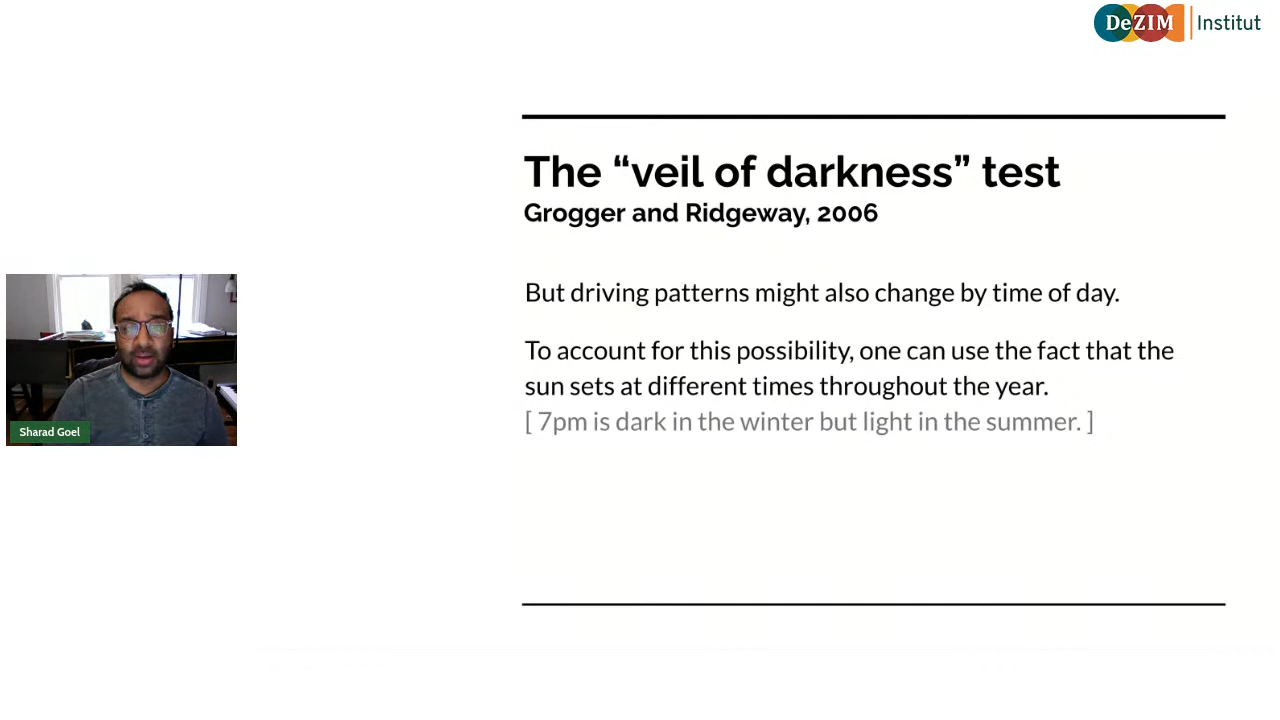 DeZIM Institut
The “veil of darkness” test
Grogger and Ridgeway, 2006
But driving patterns might also change by time of day.
To account for this possibility, one can use the fact that the
sun sets at different times throughout the year.
[ 7pm is dark in the winter but light in the summer. ]
Sharad Goel